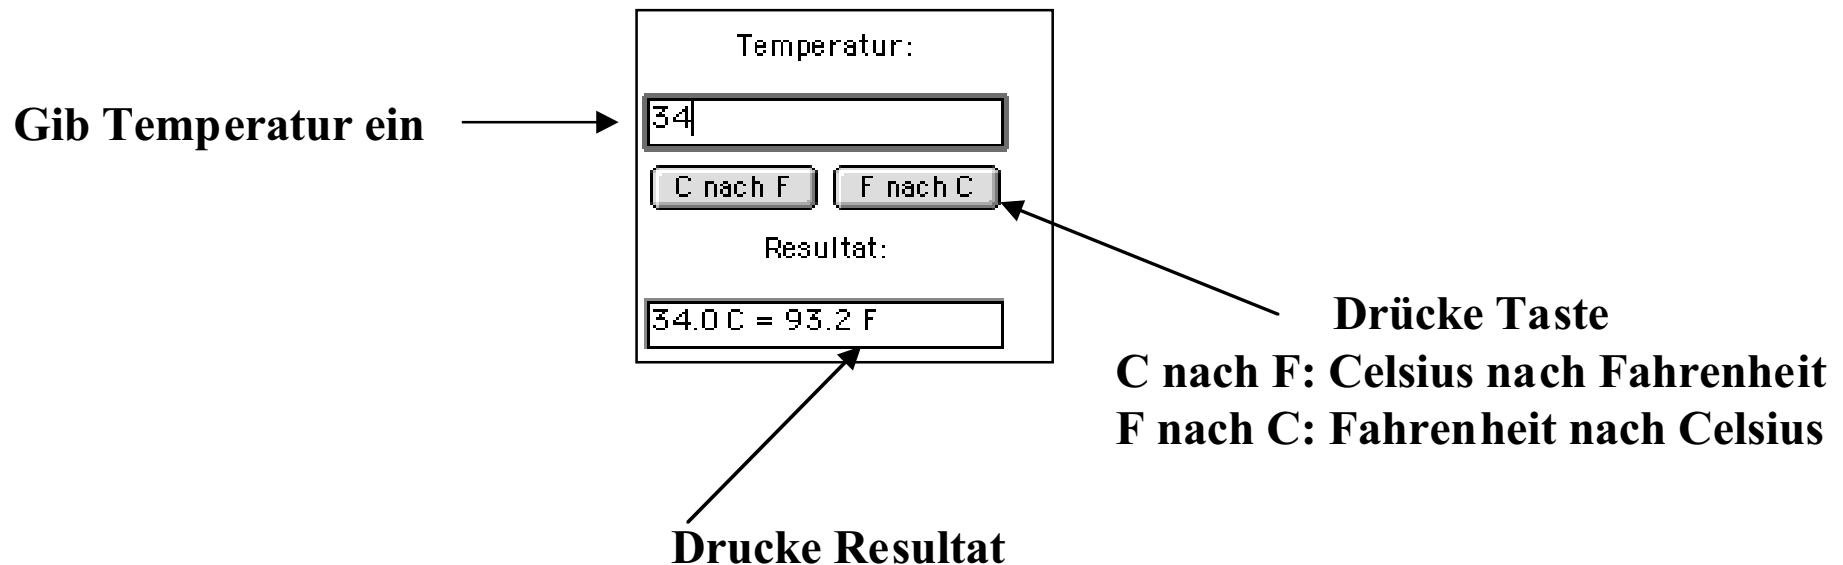 Temperatur:
Gib Temperatur ein
34
C nach F
F nach C
Resultat:
34.0 C = 93.2 F
Drücke Taste
C nach F: Celsius nach Fahrenheit
F nach C: Fahrenheit nach Celsius
Drucke Resultat